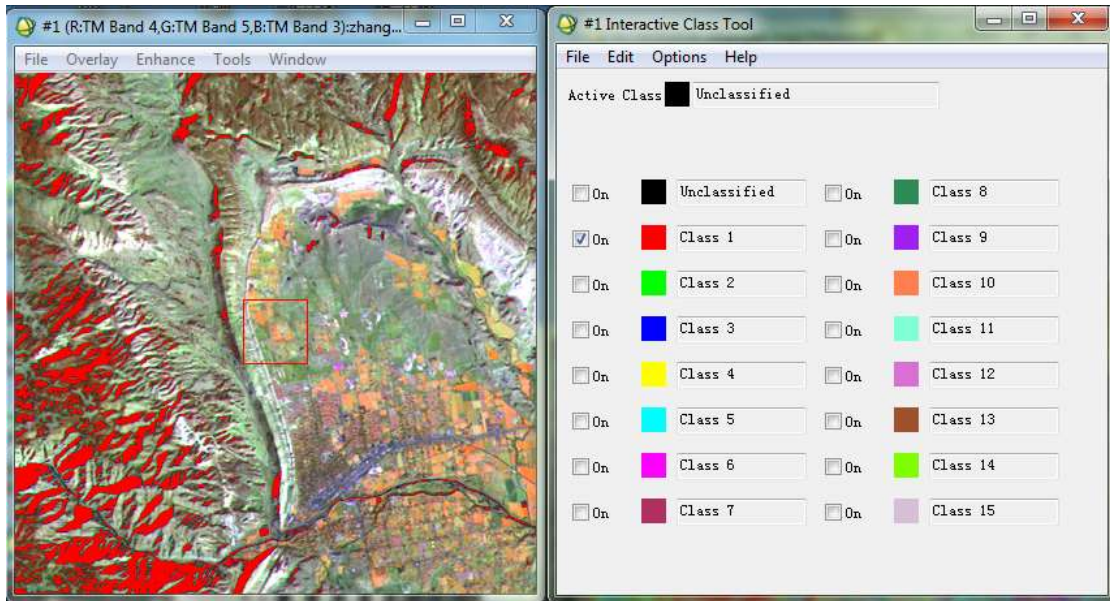 #1 (R:TM Band 4,G:TM Band 5,B:TM Band 3):zhang...
File Overlay Enhance Tools Window
#1 Interactive Class Tool
File Edit Options Help
Active Class Unclassified
On Unclassified On Class 8
On Class 1 On Class 9
On Class 2 On Class 10
On Class 3 On Class 11
On Class 4 On Class 12
On Class 5 On Class 13
On Class 6 On Class 14
On Class 7 On Class 15